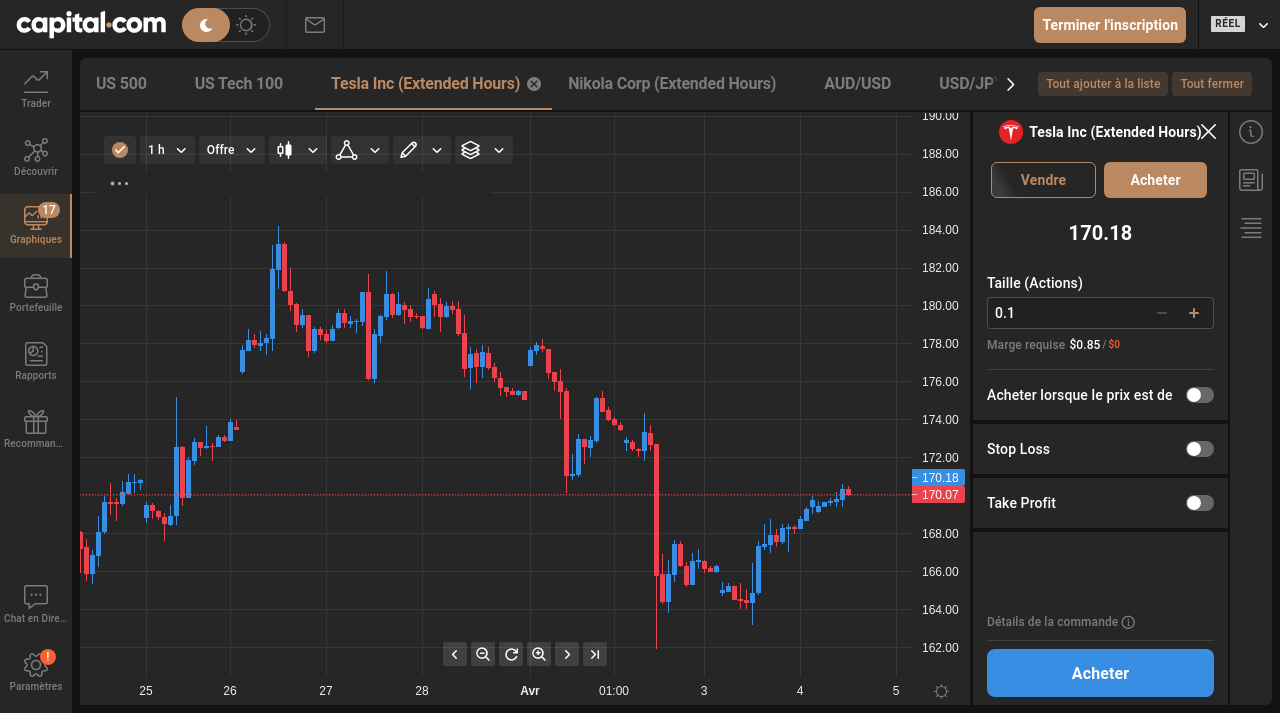 capital.com
Terminer l'inscription
RÉEL
Trader
Découvrir
17
Graphiques
Portefeuille
Rapports
Recomman...
Chat en Dire...
!
Paramètres
US 500
US Tech 100
Tesla Inc (Extended Hours)
Nikola Corp (Extended Hours)
AUD/USD
USD/JP
Tout ajouter à la liste
Tout fermer
1 h
Offre
190.00
188.00
186.00
184.00
182.00
180.00
178.00
176.00
174.00
172.00
170.18
170.07
168.00
166.00
164.00
162.00
25
26
27
28
Avr
01:00
3
4
5
Tesla Inc (Extended Hours)
Vendre
Acheter
170.18
Taille (Actions)
0.1
Marge requise $0.85 / $0
Acheter lorsque le prix est de
Stop Loss
Take Profit
Détails de la commande
Acheter